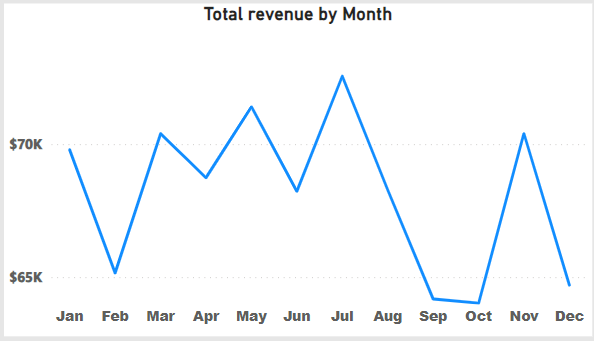 Total revenue by Month
$70K
$65K
Jan Feb Mar Apr May Jun Jul Aug Sep Oct Nov Dec